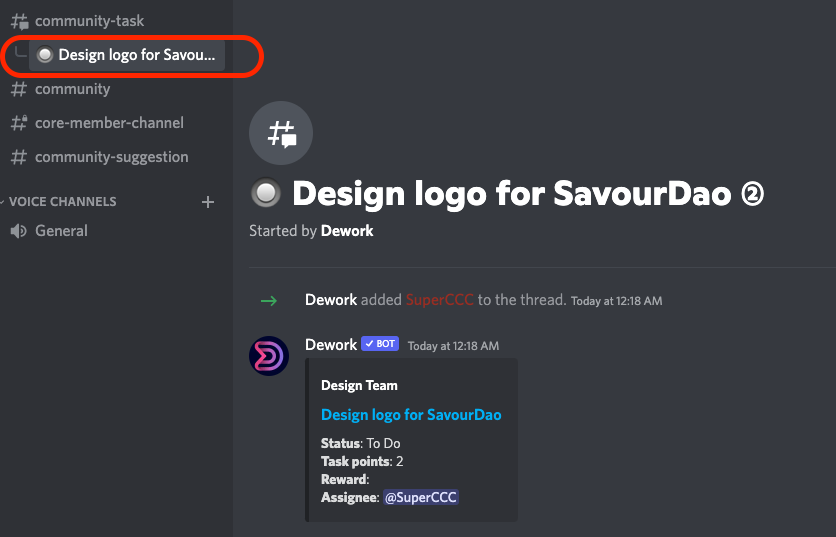 community-task
Design logo for Savou...
community
core-member-channel
community-suggestion
VOICE CHANNELS +
General
Design logo for SavourDao ②
Started by Dework
Dework added SuperCCC to the thread. Today at 12:18 AM
Dework ✓ BOT Today at 12:18 AM
Design Team
Design logo for SavourDao
Status: To Do
Task points: 2
Reward:
Assignee: @SuperCCC